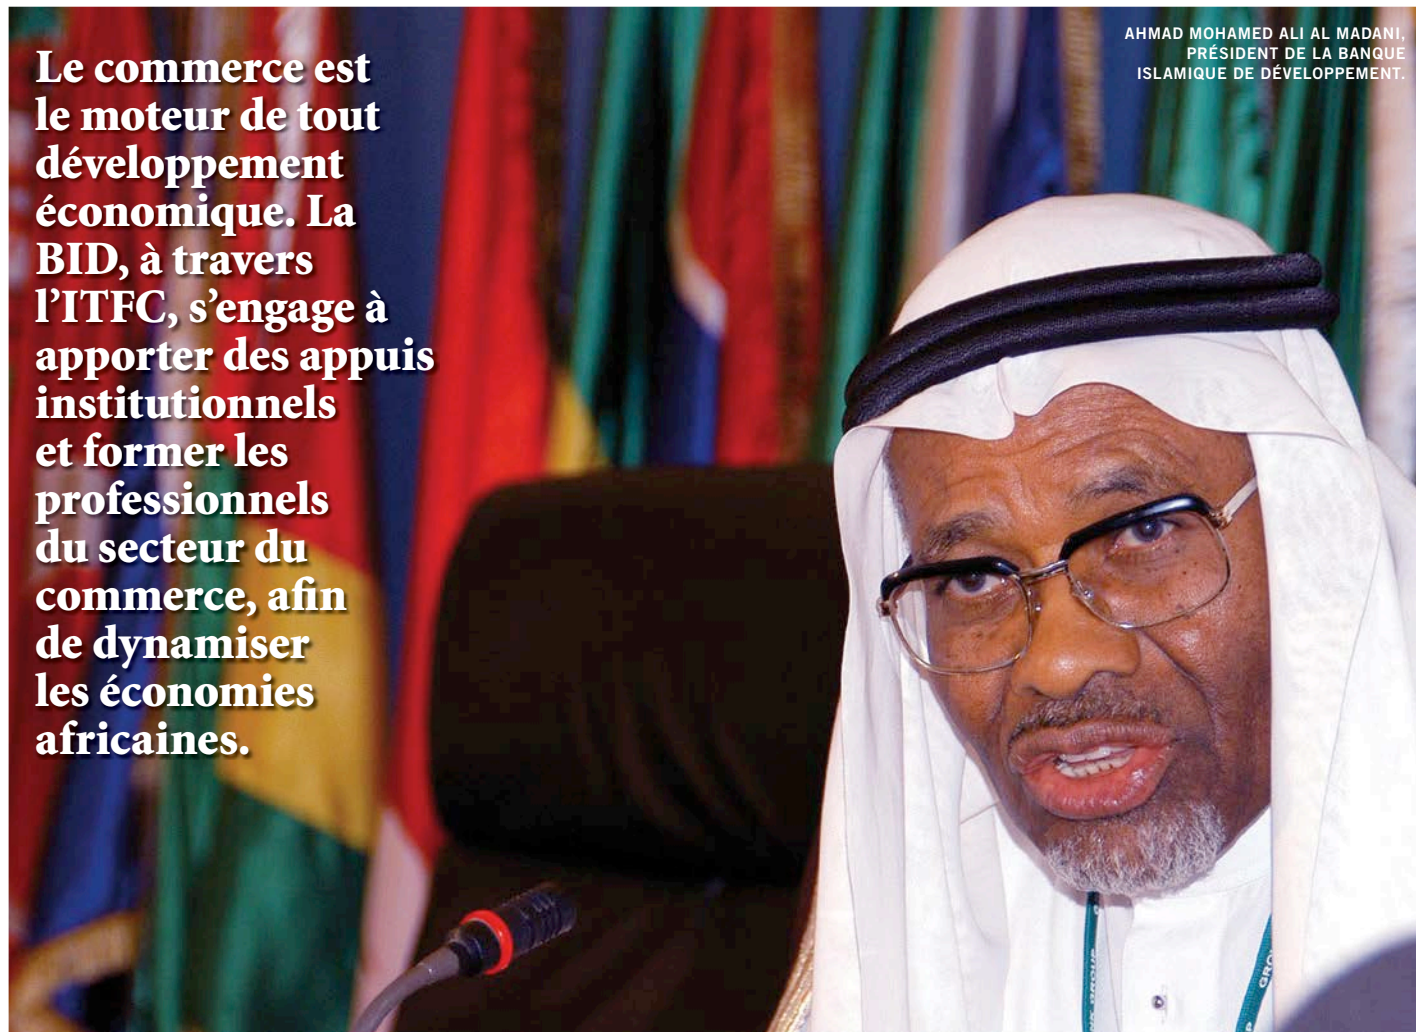 Le commerce est
le moteur de tout
développement
économique. La
BID, à travers
l’ITFC, s’engage à
apporter des appuis
institutionnels
et former les
professionnels
du secteur du
commerce, afin
de dynamiser
les économies
africaines.
AHMAD MOHAMED ALI AL MADANI,
PRÉSIDENT DE LA BANQUE
ISLAMIQUE DE DÉVELOPPEMENT.
GROUP